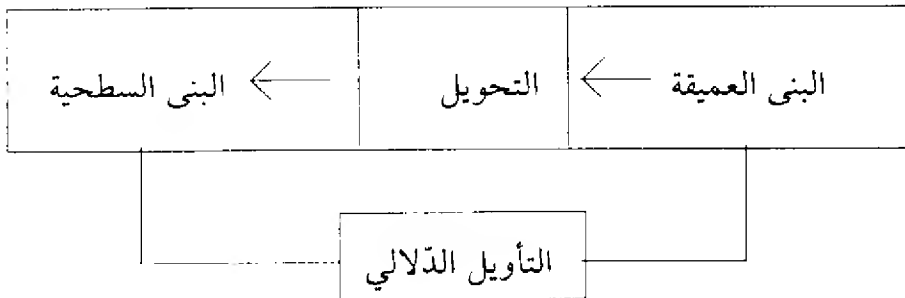 البنى العميقة ← التحويل ← البنى السطحية
التأويل الدّلالي